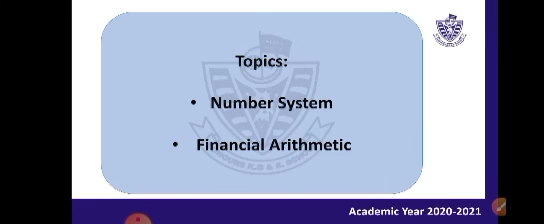 Topics:
• Number System
• Financial Arithmetic
Academic Year 2020-2021